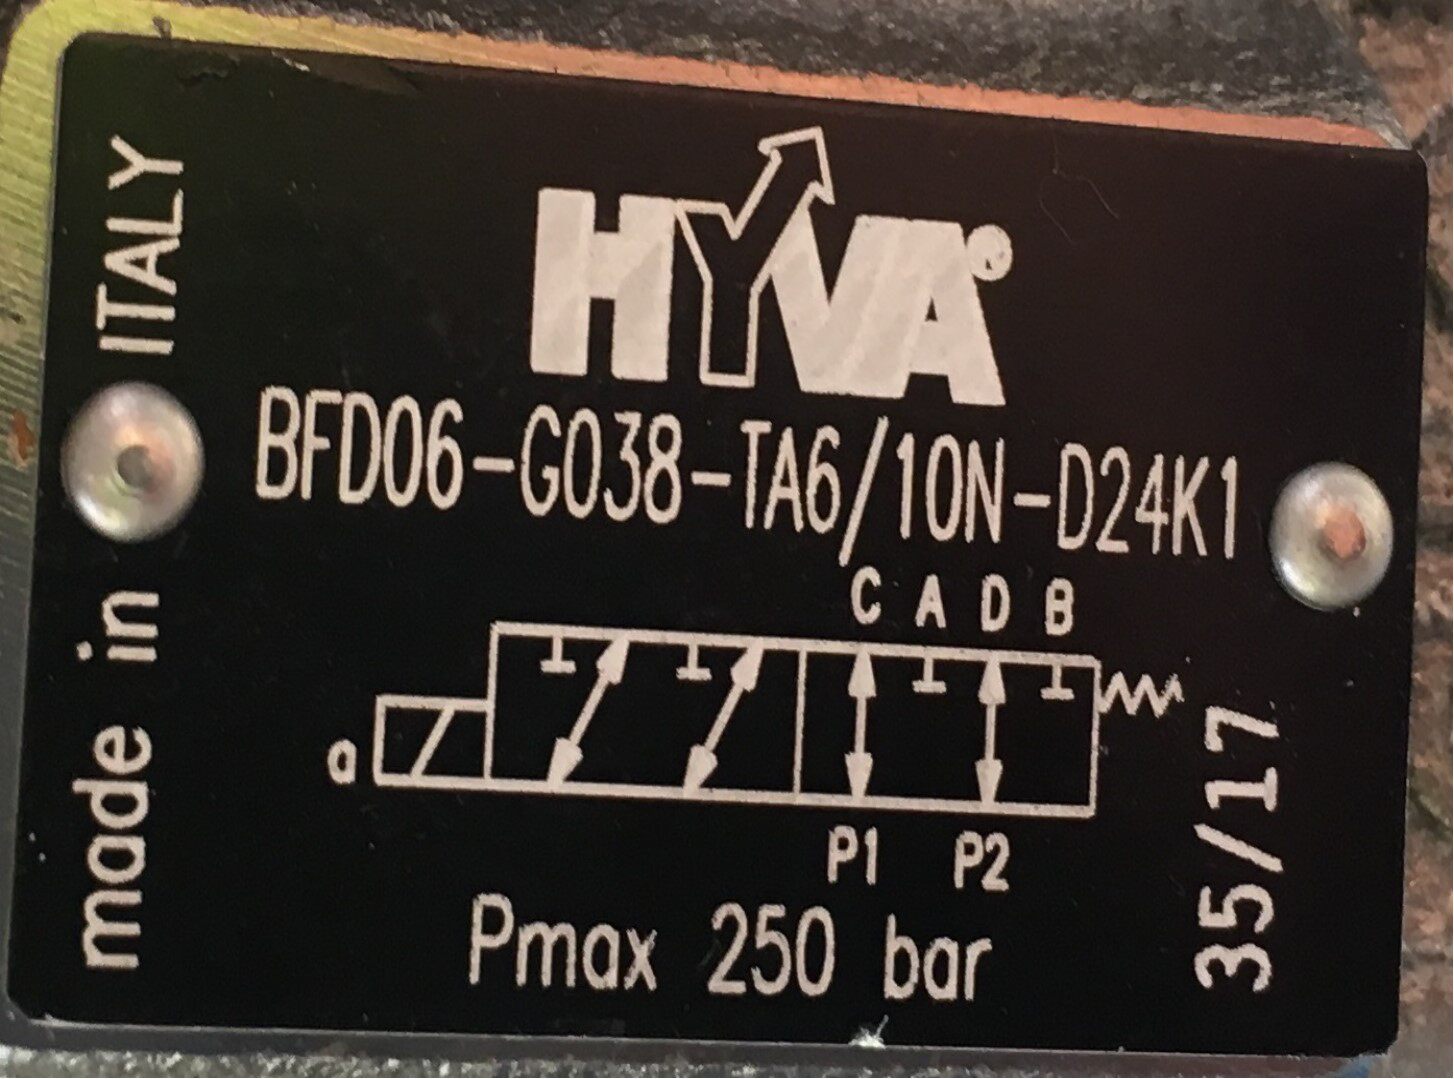 HYVA®
BFD06-G038-TA6/10N-D24K1
C A D B
a
P1 P2
Pmax 250 bar
made in ITALY
35/17